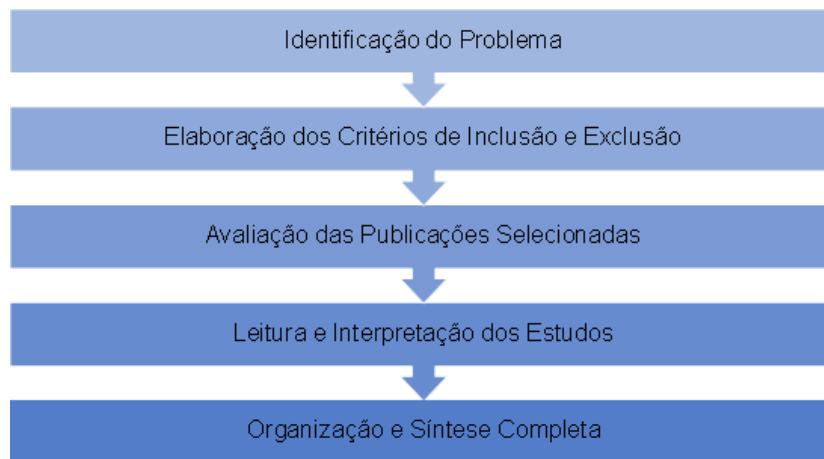 Identificação do Problema
Elaboração dos Critérios de Inclusão e Exclusão
Avaliação das Publicações Selecionadas
Leitura e Interpretação dos Estudos
Organização e Síntese Completa